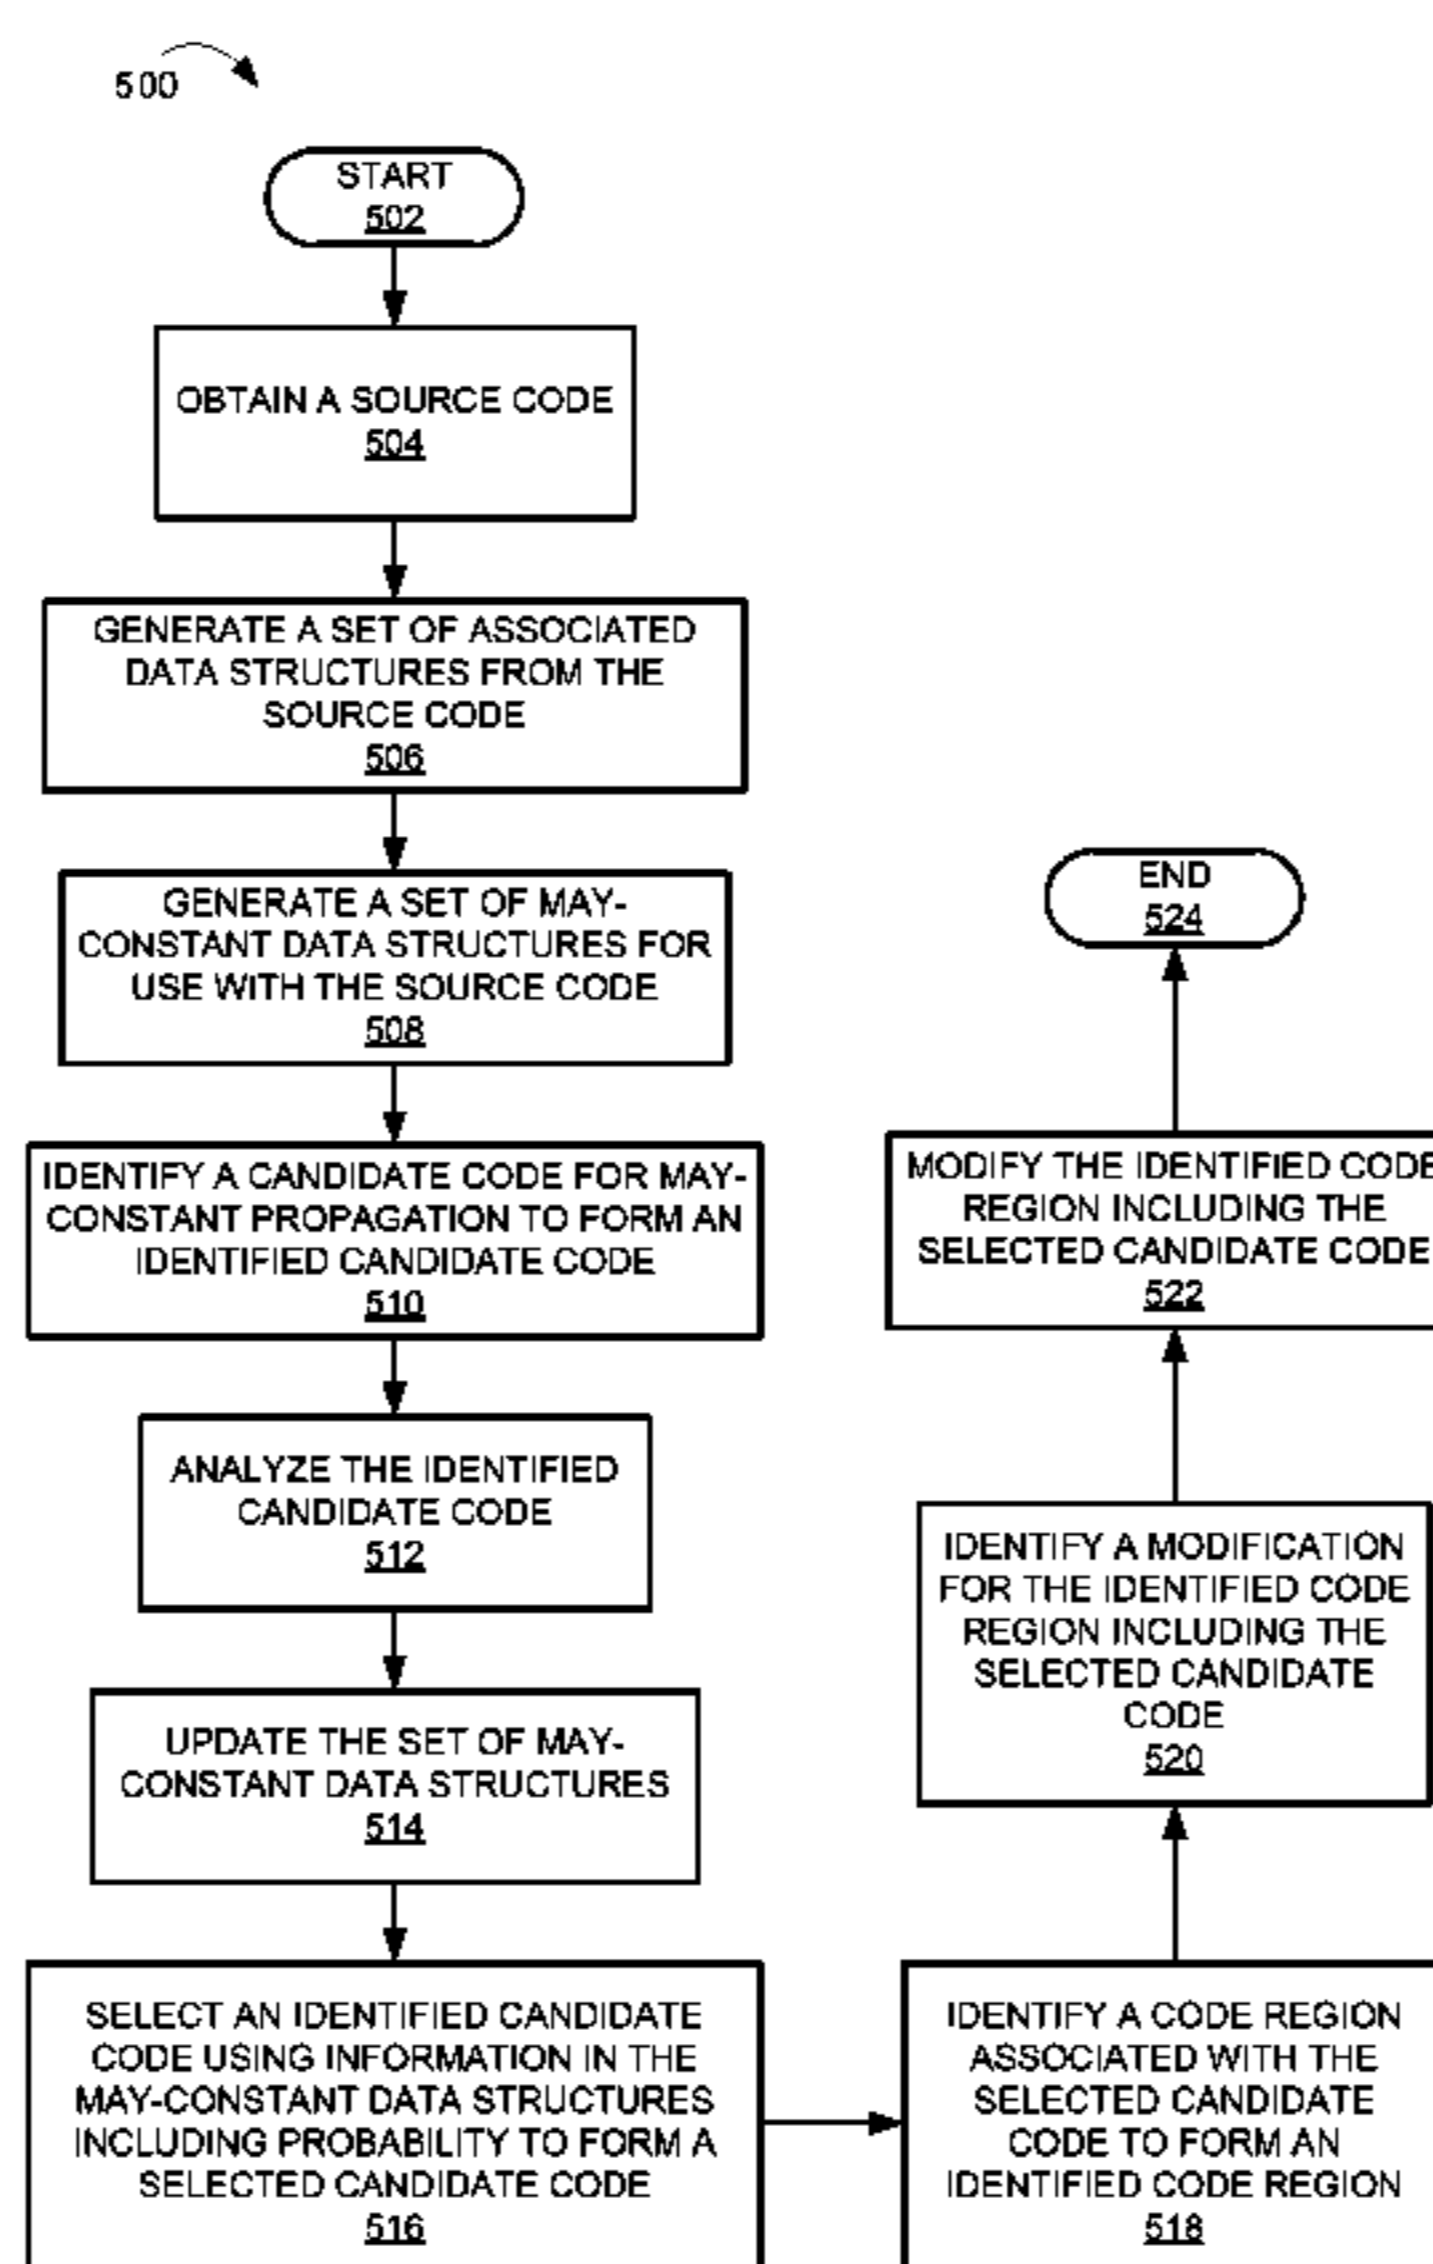 500
START
502
OBTAIN A SOURCE CODE
504
GENERATE A SET OF ASSOCIATED
DATA STRUCTURES FROM THE
SOURCE CODE
506
GENERATE A SET OF MAY-
CONSTANT DATA STRUCTURES FOR
USE WITH THE SOURCE CODE
508
IDENTIFY A CANDIDATE CODE FOR MAY-
CONSTANT PROPAGATION TO FORM AN
IDENTIFIED CANDIDATE CODE
510
ANALYZE THE IDENTIFIED
CANDIDATE CODE
512
UPDATE THE SET OF MAY-
CONSTANT DATA STRUCTURES
514
SELECT AN IDENTIFIED CANDIDATE
CODE USING INFORMATION IN THE
MAY-CONSTANT DATA STRUCTURES
INCLUDING PROBABILITY TO FORM A
SELECTED CANDIDATE CODE
516
IDENTIFY A CODE REGION
ASSOCIATED WITH THE
SELECTED CANDIDATE
CODE TO FORM AN
IDENTIFIED CODE REGION
518
IDENTIFY A MODIFICATION
FOR THE IDENTIFIED CODE
REGION INCLUDING THE
SELECTED CANDIDATE
CODE
520
MODIFY THE IDENTIFIED CODE
REGION INCLUDING THE
SELECTED CANDIDATE CODE
522
END
524